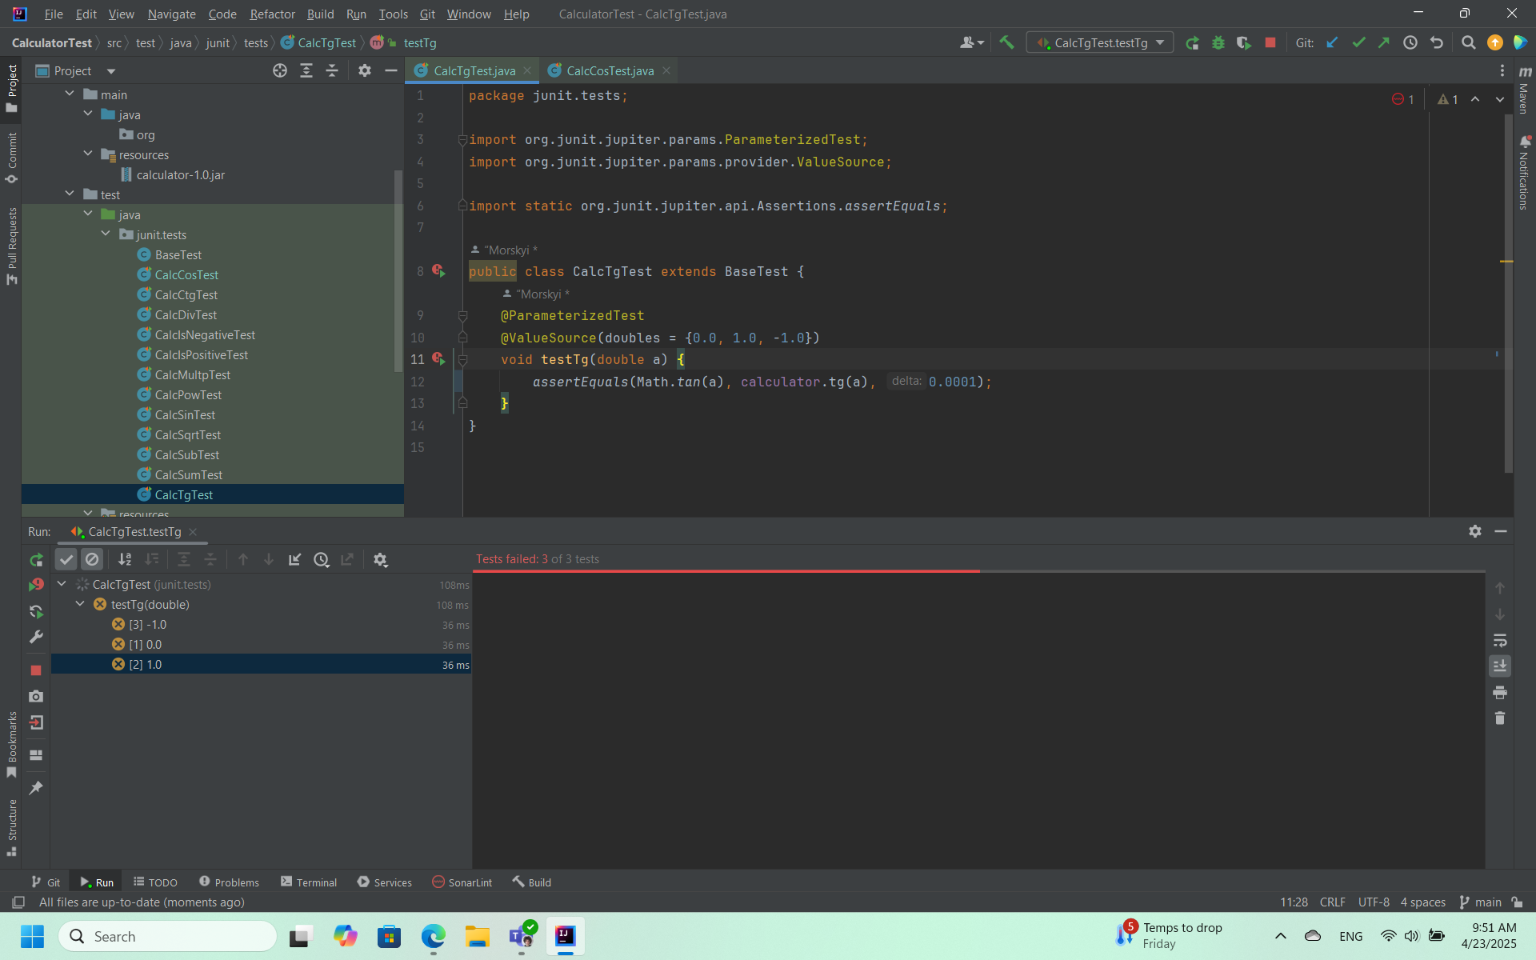 File Edit View Navigate Code Refactor Build Run Tools Git Window Help CalculatorTest - CalcTgTest.java
CalculatorTest src test java junit tests CalcTgTest testTg
CalcTgTest.testTg Git:
Project
CalcTgTest.java CalcCosTest.java
main
java
org
resources
calculator-1.0.jar
test
java
junit.tests
BaseTest
CalcCosTest
CalcCtgTest
CalcDivTest
CalcIsNegativeTest
CalcIsPositiveTest
CalcMultpTest
CalcPowTest
CalcSinTest
CalcSqrtTest
CalcSubTest
CalcSumTest
CalcTgTest
resources
Project
Commit
Pull Requests
Bookmarks
Structure
Maven
Notifications
1 package junit.tests;
1 1
2
3 import org.junit.jupiter.params.ParameterizedTest;
4 import org.junit.jupiter.params.provider.ValueSource;
5
6 import static org.junit.jupiter.api.Assertions.assertEquals;
7
"Morskyi *
8 public class CalcTgTest extends BaseTest {
"Morskyi *
9 @ParameterizedTest
10 @ValueSource(doubles = {0.0, 1.0, -1.0})
11 void testTg(double a) {
12 assertEquals(Math.tan(a), calculator.tg(a), delta: 0.0001);
13 }
14 }
15
Run: CalcTgTest.testTg
Tests failed: 3 of 3 tests
CalcTgTest (junit.tests) 108ms
testTg(double) 108 ms
[3] -1.0 36 ms
[1] 0.0 36 ms
[2] 1.0 36 ms
Git Run TODO Problems Terminal Services SonarLint Build
All files are up-to-date (moments ago) 11:28 CRLF UTF-8 4 spaces main
Search
5 Temps to drop
Friday
ENG
9:51 AM
4/23/2025